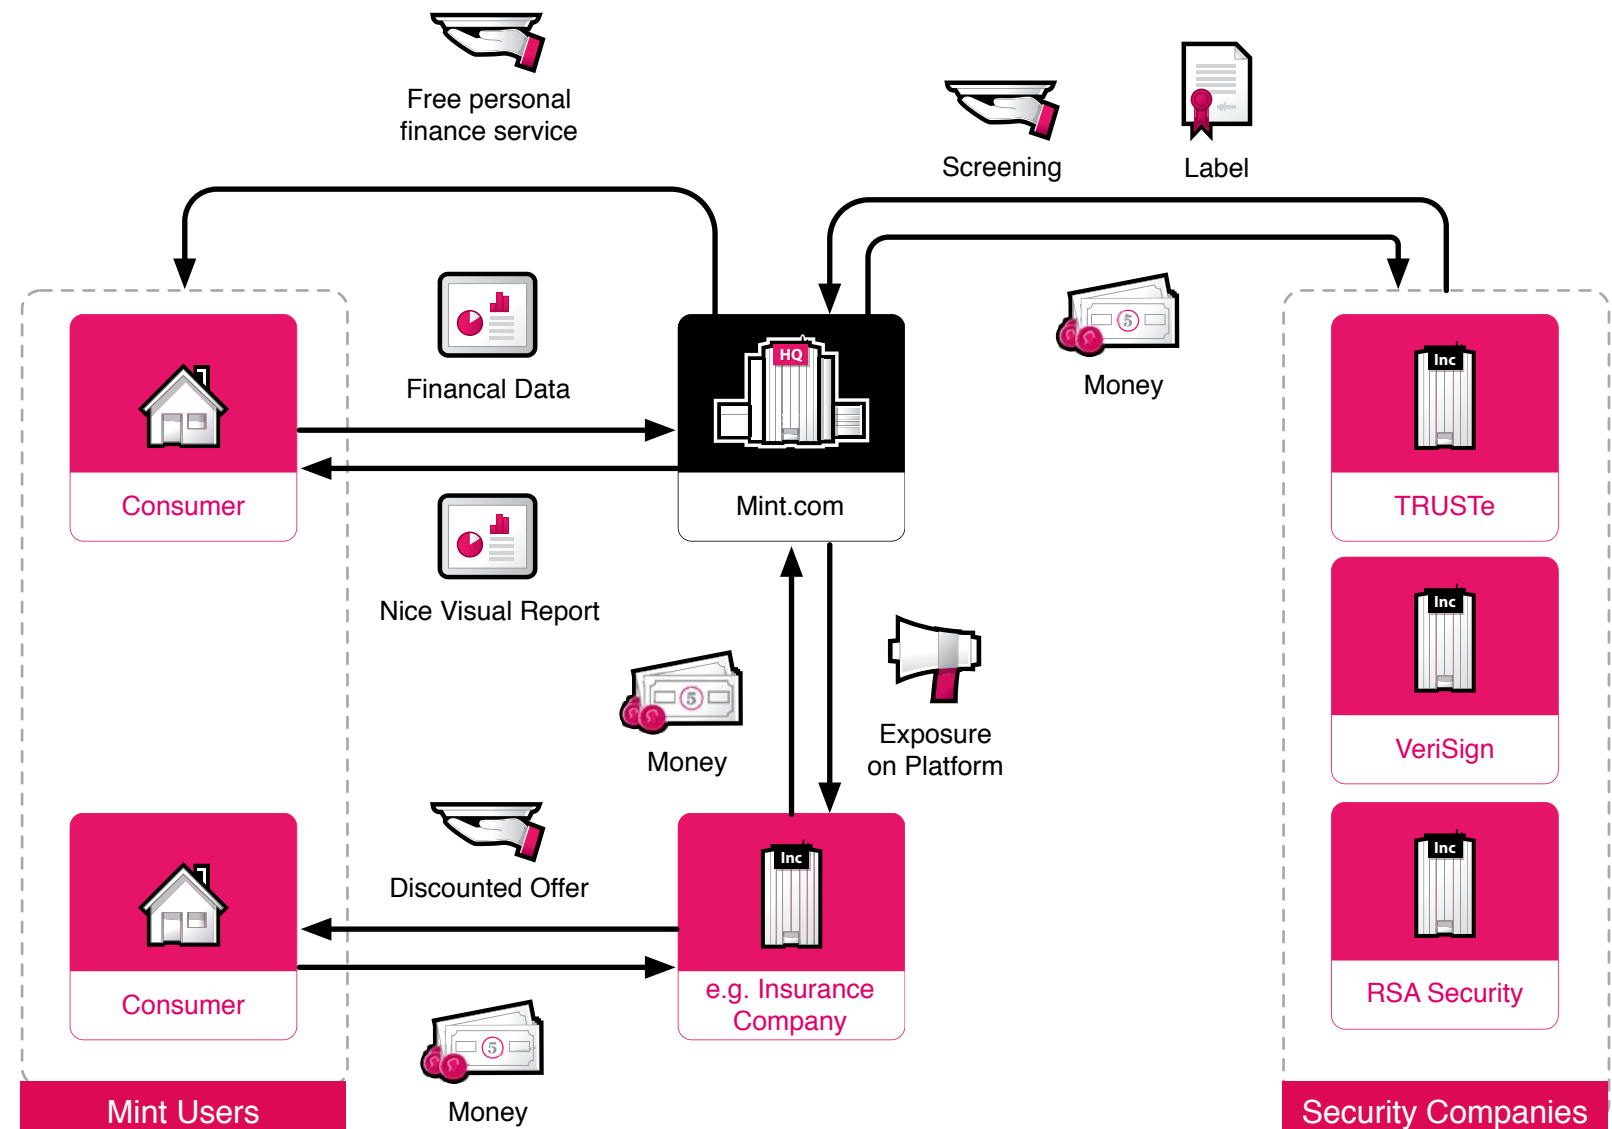 Free personal
finance service
Screening
Label
Financal Data
HQ
Money
Inc
Consumer
Mint.com
TRUSTe
Nice Visual Report
Inc
Money
Exposure
on Platform
VeriSign
Discounted Offer
Inc
Inc
Consumer
e.g. Insurance
Company
RSA Security
Money
Mint Users
Security Companies
5
5
5